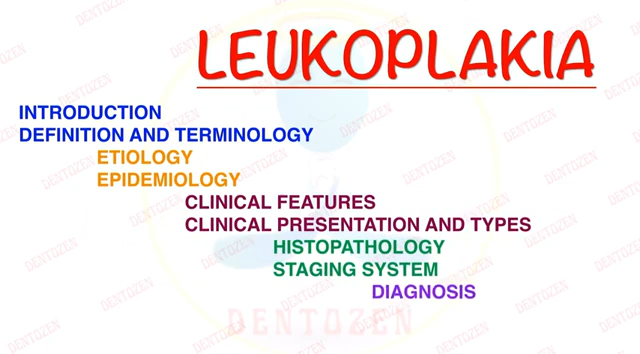 LEUKOPLAKIA
INTRODUCTION
DEFINITION AND TERMINOLOGY
ETIOLOGY
EPIDEMIOLOGY
CLINICAL FEATURES
CLINICAL PRESENTATION AND TYPES
HISTOPATHOLOGY
STAGING SYSTEM
DIAGNOSIS
DENTOZEN